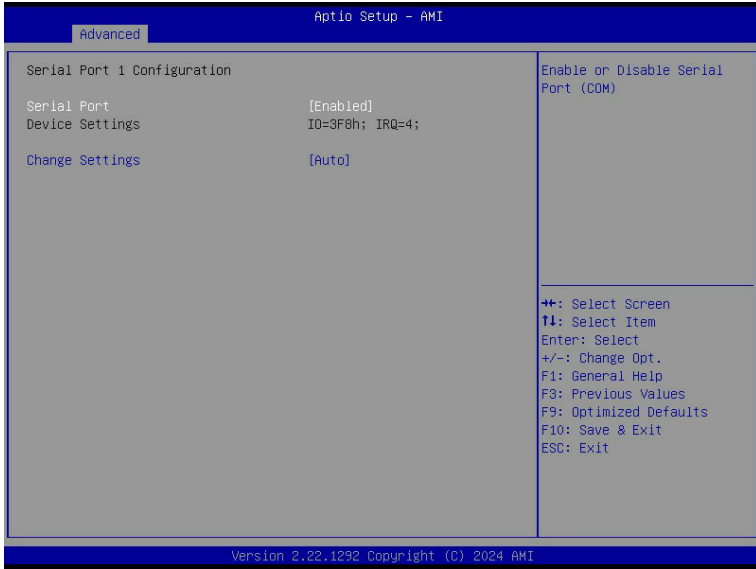 Aptio Setup - AMI
Advanced
Serial Port 1 Configuration
Serial Port [Enabled]
Device Settings IO=3F8h; IRQ=4;
Change Settings [Auto]
Enable or Disable Serial
Port (COM)
→←: Select Screen
↑↓: Select Item
Enter: Select
+/-: Change Opt.
F1: General Help
F3: Previous Values
F9: Optimized Defaults
F10: Save & Exit
ESC: Exit
Version 2.22.1292 Copyright (C) 2024 AMI